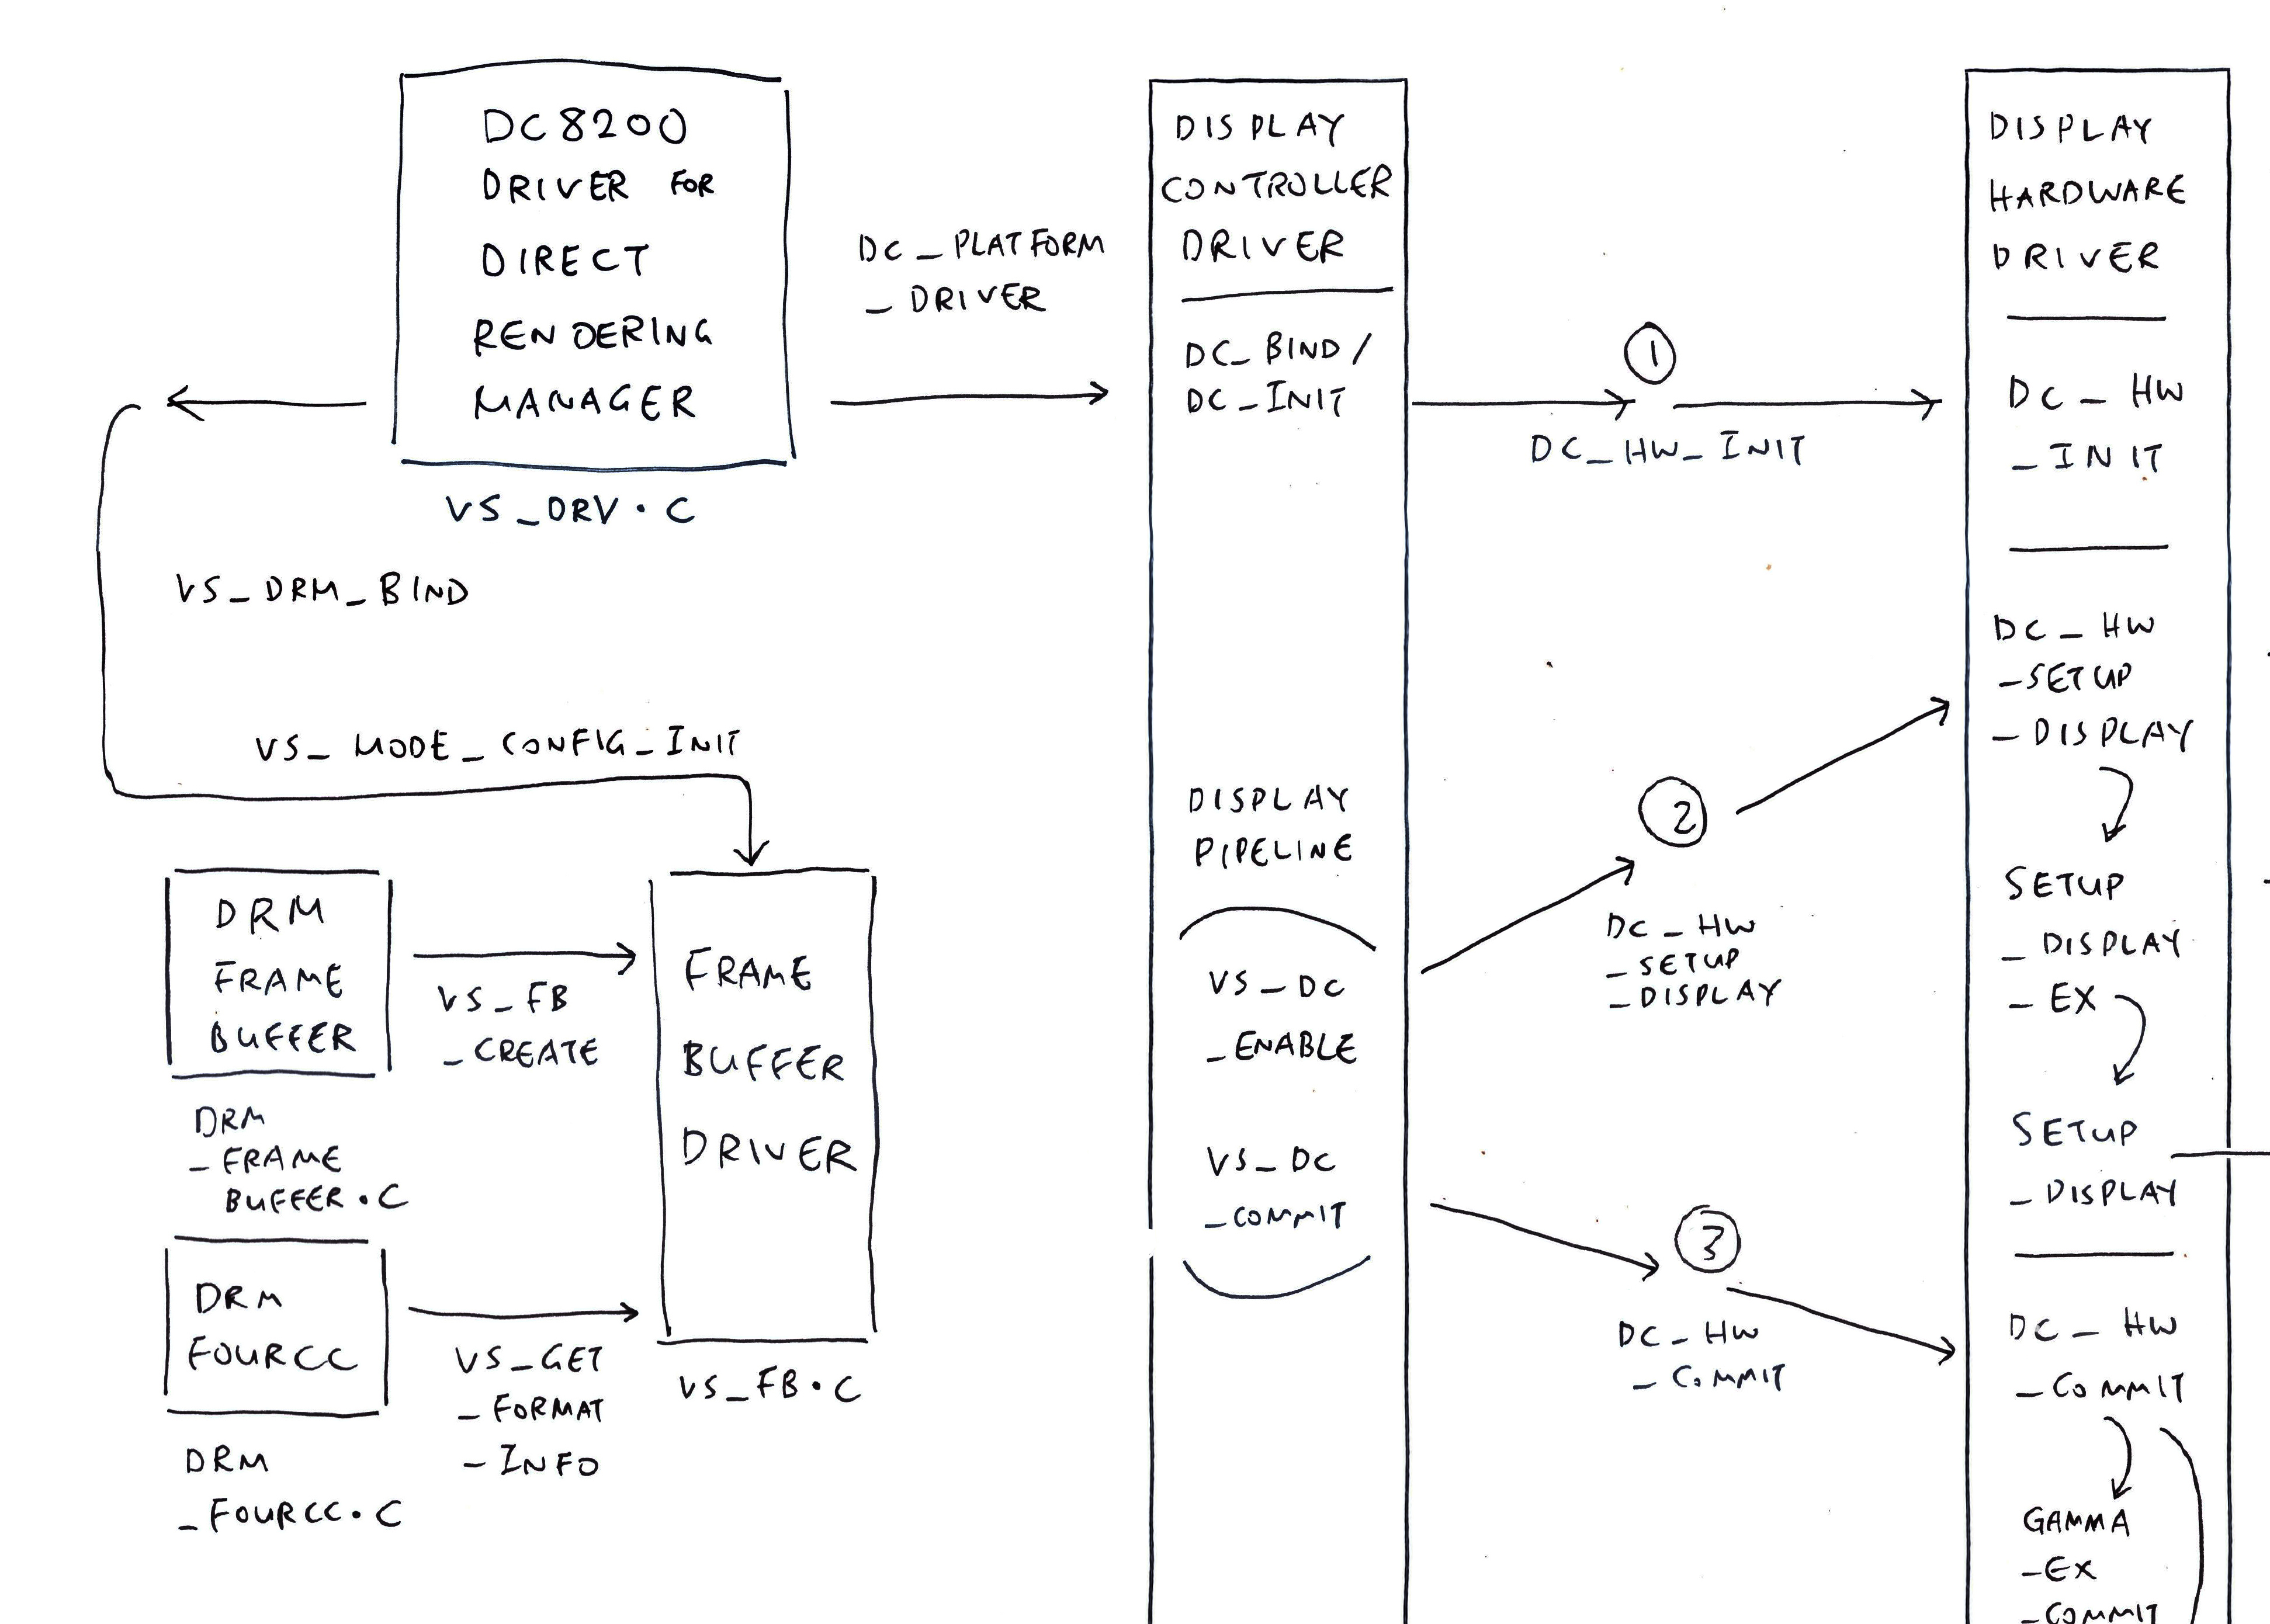 DC8200
DRIVER FOR
DIRECT
RENDERING
MANAGER
VS_DRV.C
VS_DRM_BIND
VS_MODE_CONFIG_INIT
DRM
FRAME
BUFFER
DRM
_FRAME
BUFFER.C
VS_FB
_CREATE
DRM
FOURCC
DRM
_FOURCC.C
VS_GET
_FORMAT
_INFO
FRAME
BUFFER
DRIVER
VS_FB.C
DC_PLATFORM
_DRIVER
DISPLAY
CONTROLLER
DRIVER
DC_BIND/
DC_INIT
DISPLAY
PIPELINE
VS_DC
_ENABLE
VS_DC
_COMMIT
1
DC_HW_INIT
2
DC_HW
_SETUP
_DISPLAY
3
DC_HW
_COMMIT
DISPLAY
HARDWARE
DRIVER
DC_HW
_INIT
DC_HW
_SETUP
_DISPLAY
SETUP
_DISPLAY
_EX
SETUP
_DISPLAY
DC_HW
_COMMIT
GAMMA
_EX
_COMMIT